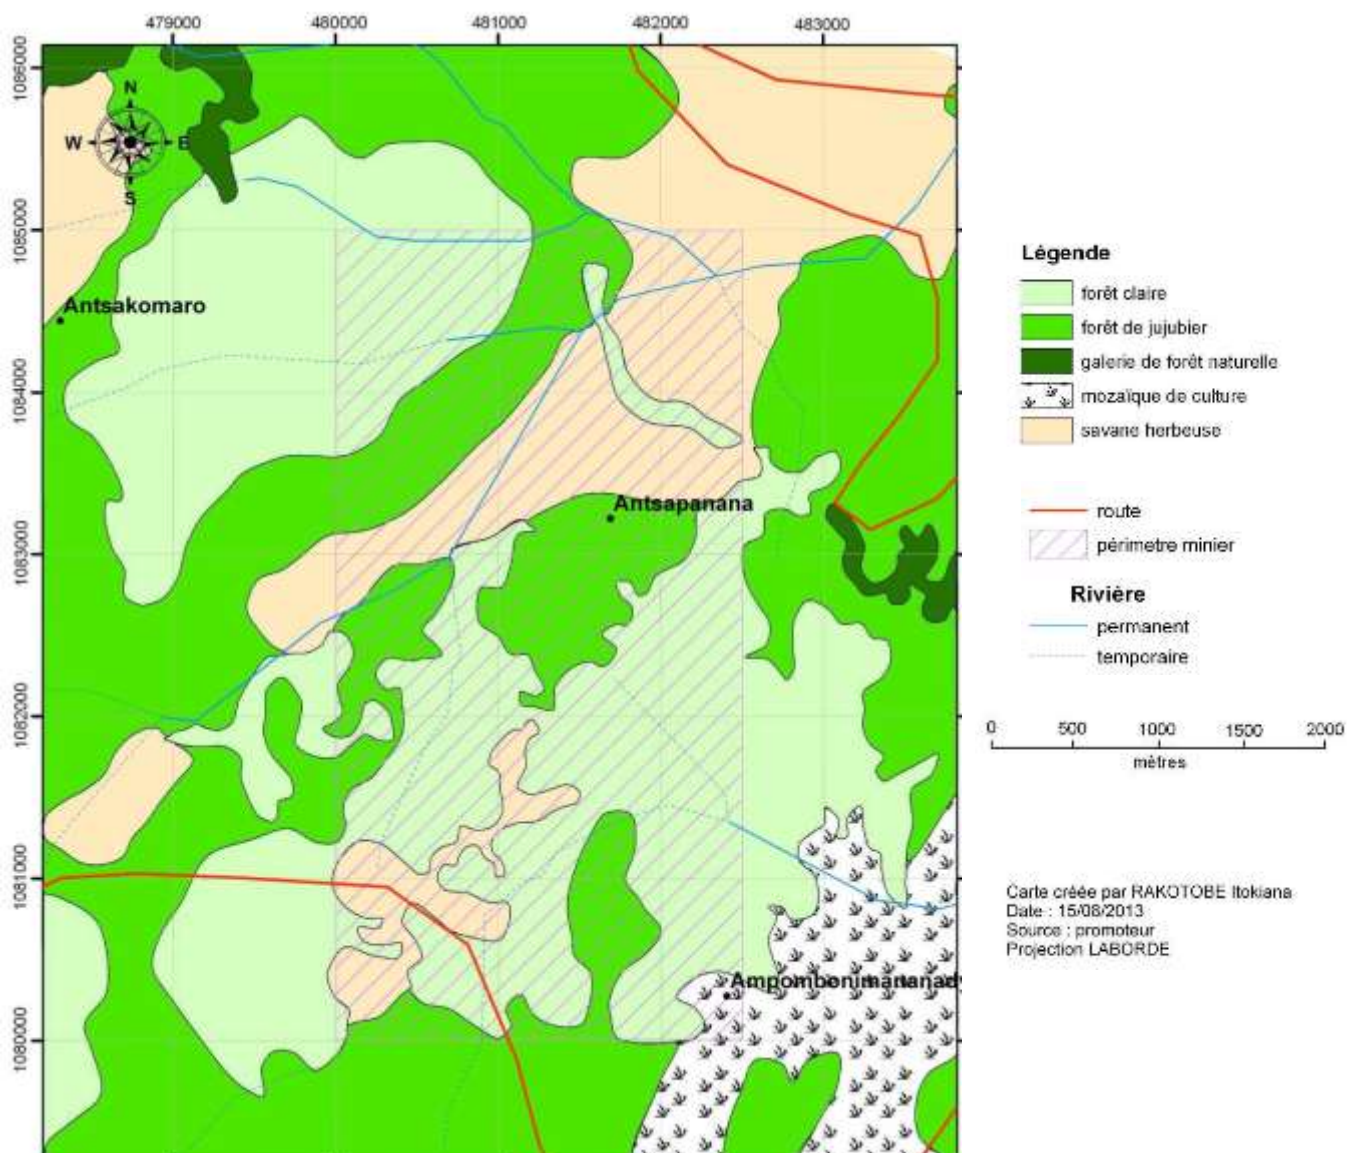 479000 480000 481000 482000 483000
1086000
N
W E
S
1085000
Antsakomaro
1084000
Antsapanana
1083000
1082000
1081000
Ampombonimananady
1080000
Légende
forêt claire
forêt de jujubier
galerie de forêt naturelle
mozaïque de culture
savane herbeuse
route
périmetre minier
Rivière
permanent
temporaire
0 500 1000 1500 2000
mètres
Carte créée par RAKOTOBE Itokiana
Date : 15/08/2013
Source : promoteur
Projection LABORDE